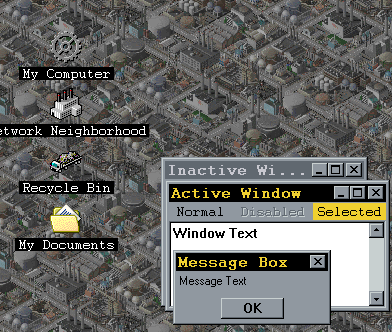 My Computer
etwork Neighborhood
Recycle Bin
My Documents
Inactive Wi...
Active Window
Normal Disabled Selected
Window Text
Message Box
Message Text
OK